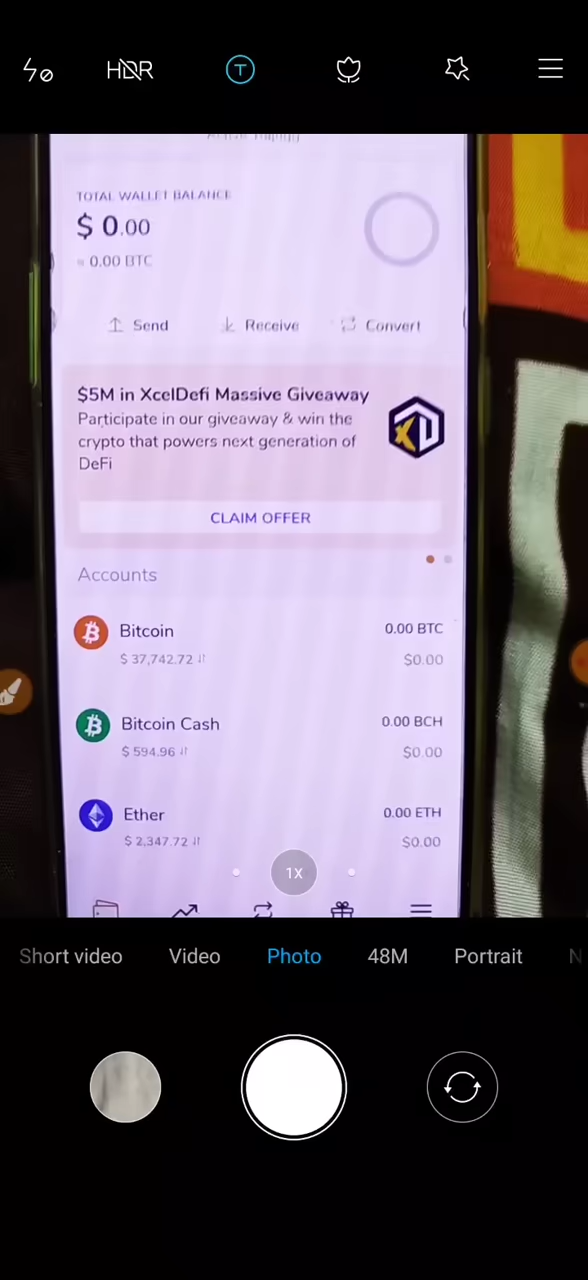 HDR
T
TOTAL WALLET BALANCE
$ 0.00
≈ 0.00 BTC
Send Receive Convert
$5M in XcelDefi Massive Giveaway
Participate in our giveaway & win the
crypto that powers next generation of
DeFi
CLAIM OFFER
Accounts
Bitcoin 0.00 BTC
$ 37,742.72 $0.00
Bitcoin Cash 0.00 BCH
$ 594.96 $0.00
Ether 0.00 ETH
$ 2,347.72 $0.00
1X
Short video Video Photo 48M Portrait N